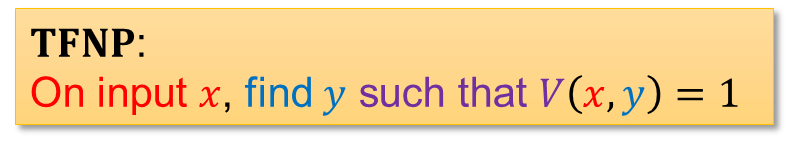 TFNP:
On input x, find y such that V(x, y) = 1